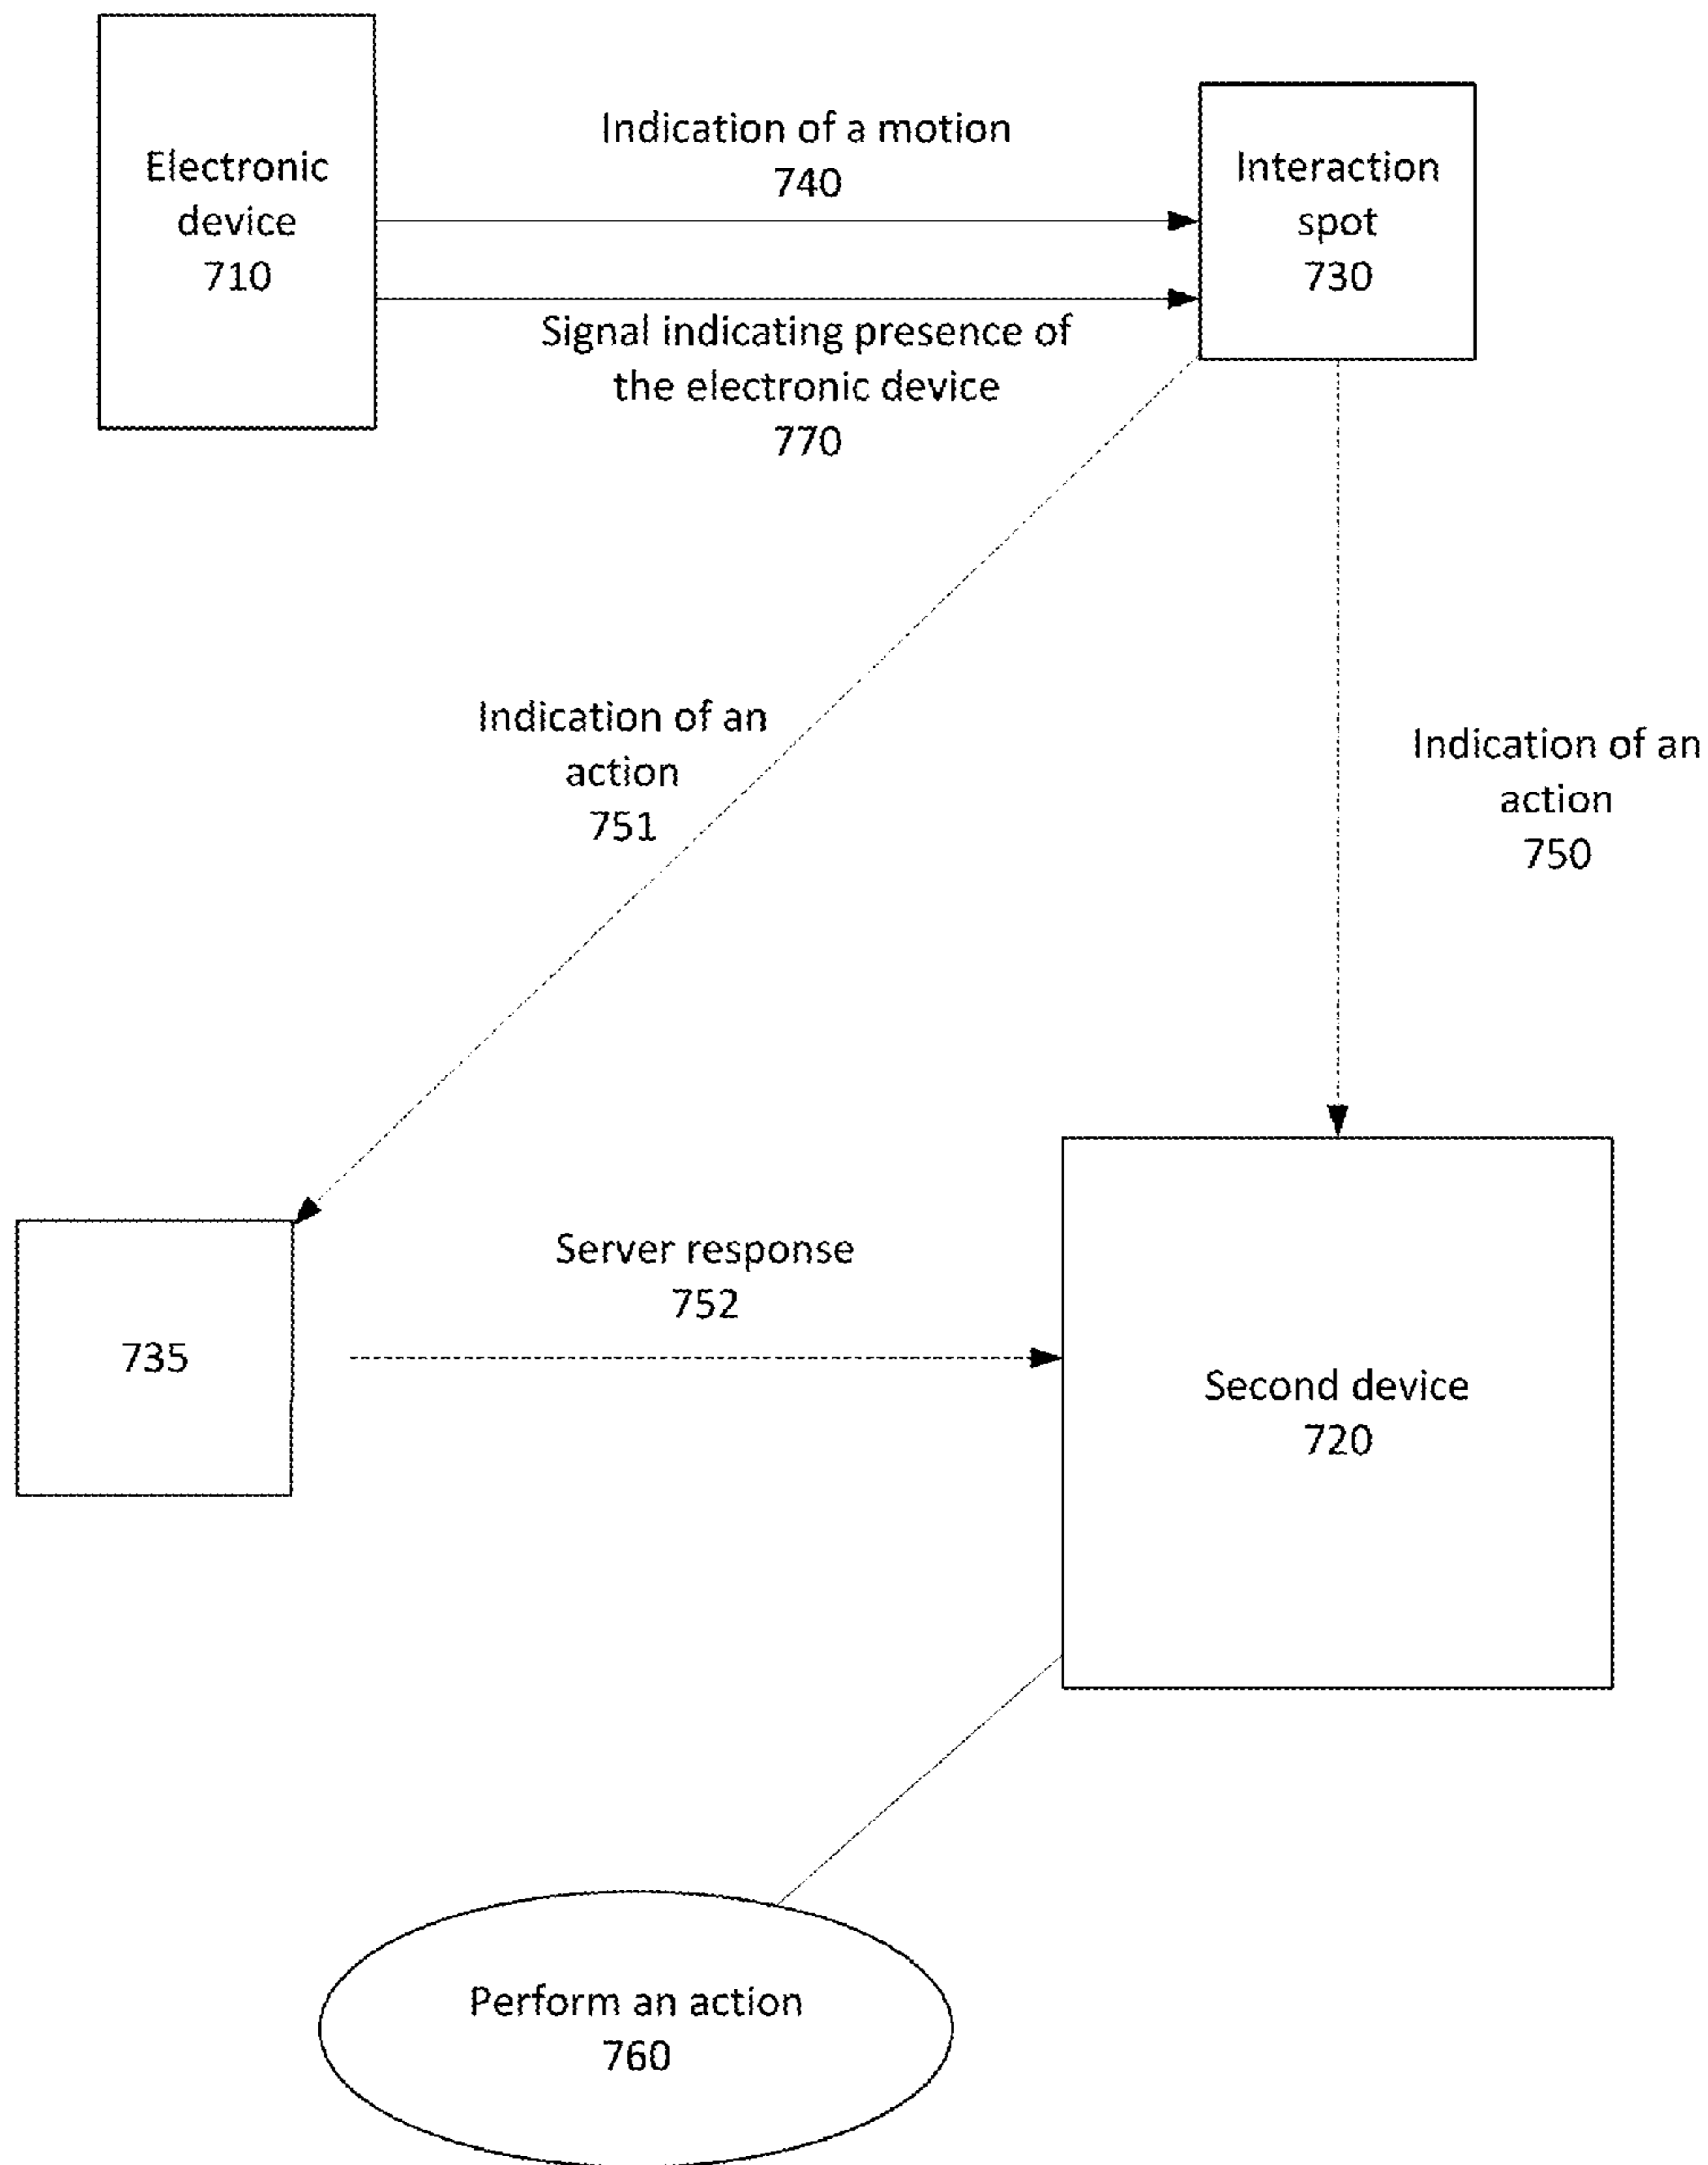 Electronic
device
710
Indication of a motion
740
Interaction
spot
730
Signal indicating presence of
the electronic device
770
Indication of an
action
751
Indication of an
action
750
735
Server response
752
Second device
720
Perform an action
760